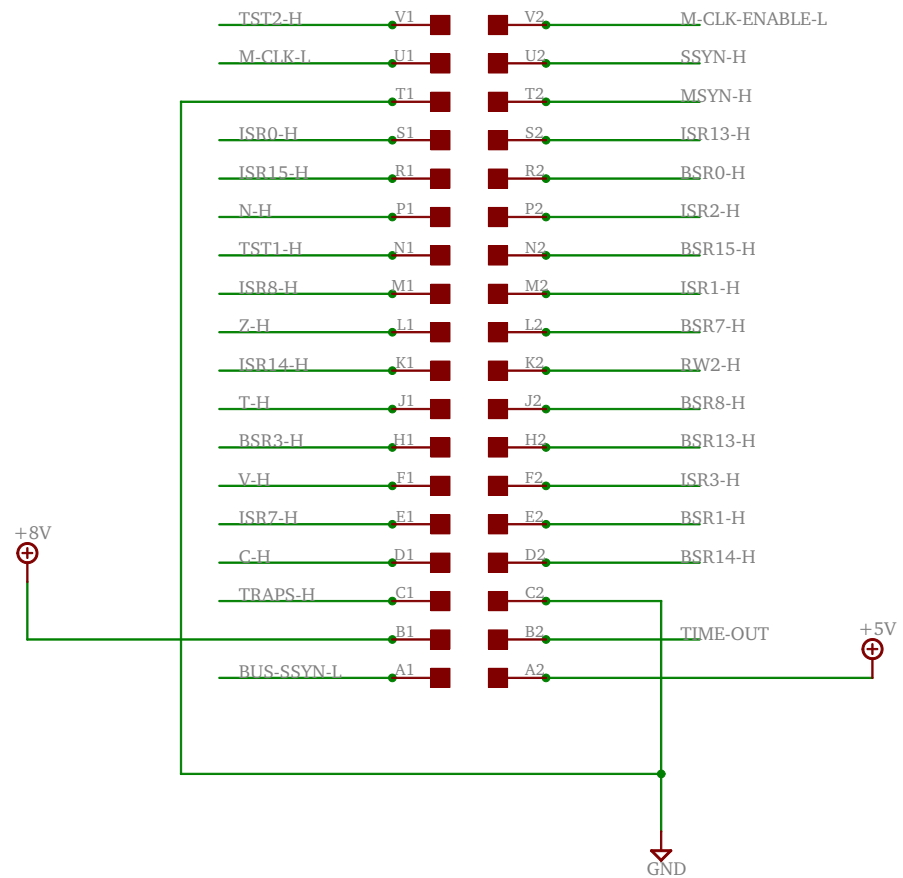 TST2-H V1 V2 M-CLK-ENABLE-L
M-CLK-L U1 U2 SSYN-H
T1 T2 MSYN-H
ISR0-H S1 S2 ISR13-H
ISR15-H R1 R2 BSR0-H
N-H P1 P2 ISR2-H
TST1-H N1 N2 BSR15-H
ISR8-H M1 M2 ISR1-H
Z-H L1 L2 BSR7-H
ISR14-H K1 K2 RW2-H
T-H J1 J2 BSR8-H
BSR3-H H1 H2 BSR13-H
V-H F1 F2 ISR3-H
ISR7-H E1 E2 BSR1-H
+8V
C-H D1 D2 BSR14-H
TRAPS-H C1 C2
B1 B2 TIME-OUT
+5V
BUS-SSYN-L A1 A2
GND